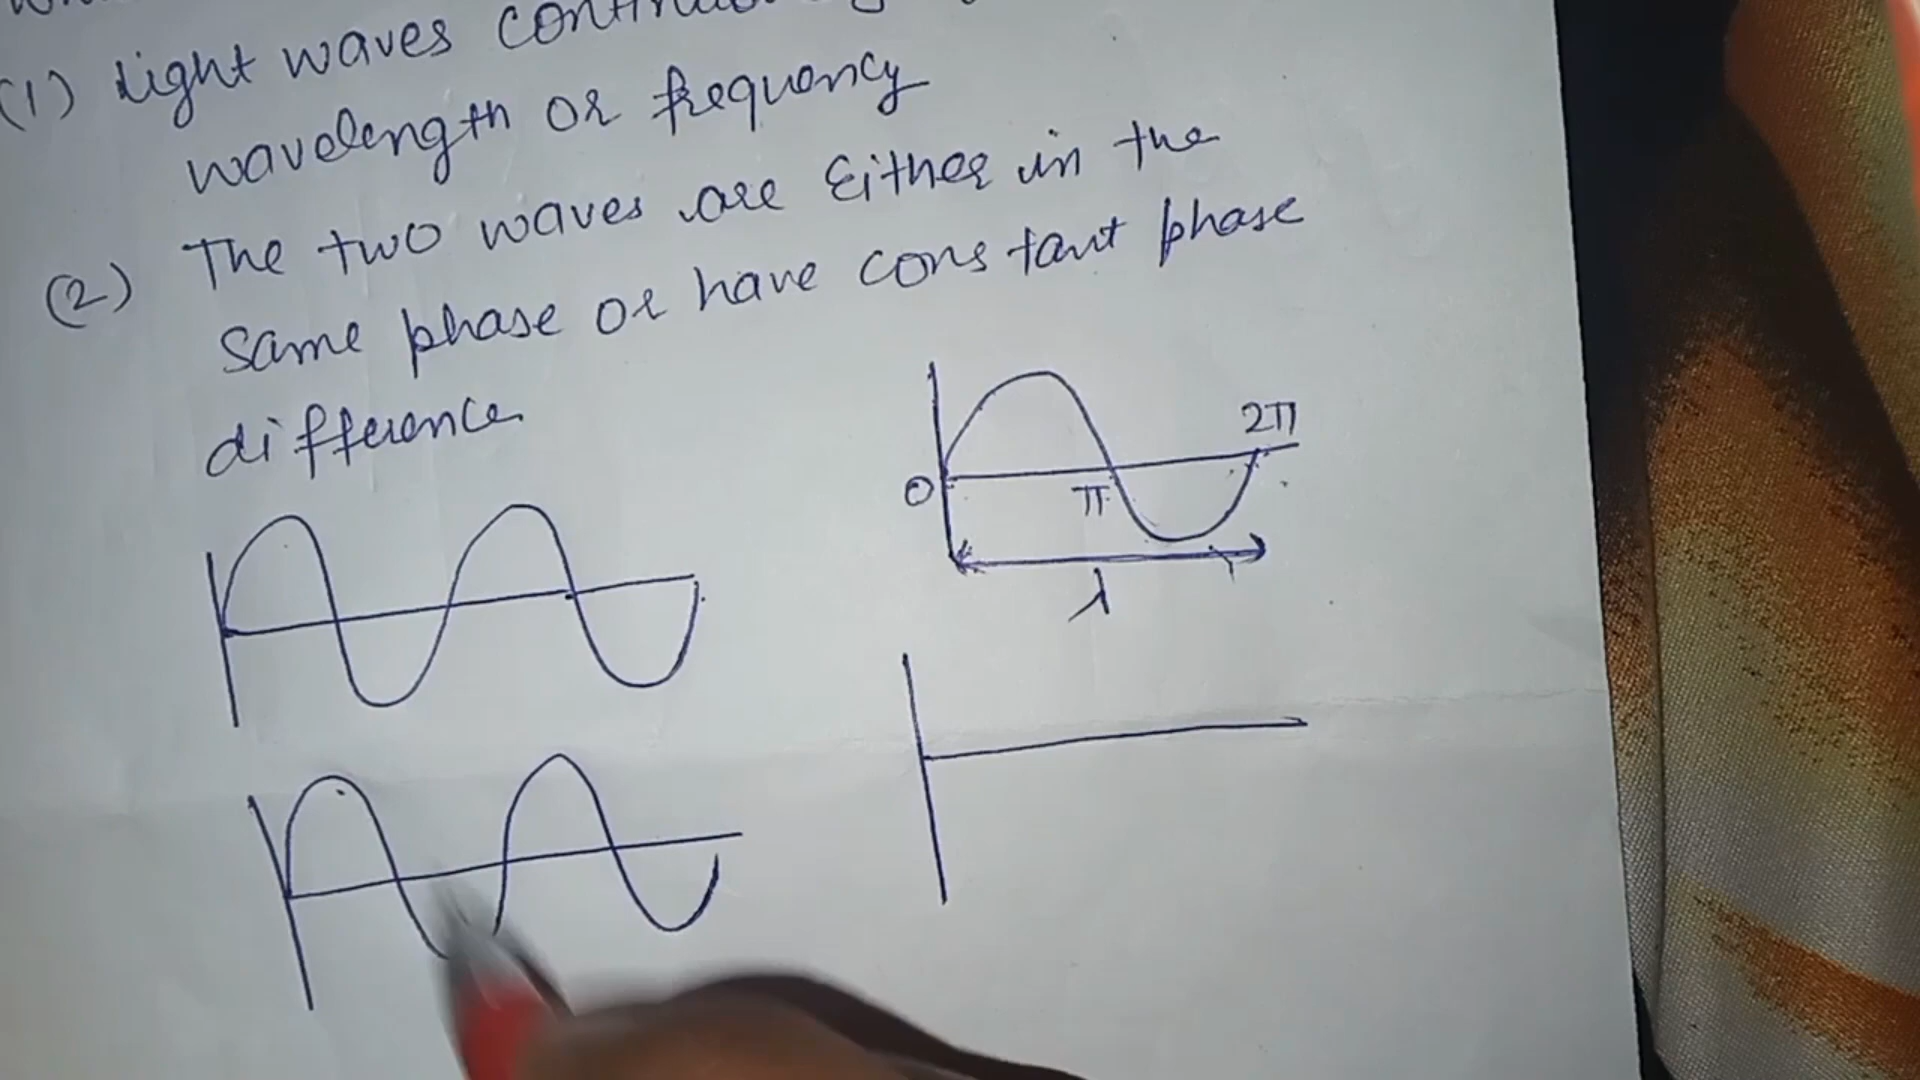 (1) Light waves
wavelength or frequency
(2) The two waves are Either in the
same phase or have constant phase
difference
2π
0
π
λ